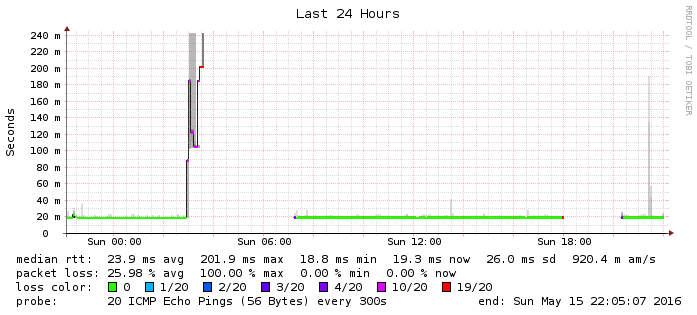 Last 24 Hours
RRDTOOL / TOBI OETIKER
Seconds
240 m
220 m
200 m
180 m
160 m
140 m
120 m
100 m
80 m
60 m
40 m
20 m
0
Sun 00:00 Sun 06:00 Sun 12:00 Sun 18:00
median rtt: 23.9 ms avg 201.9 ms max 18.8 ms min 19.3 ms now 26.0 ms sd 920.4 m am/s
packet loss: 25.98 % avg 100.00 % max 0.00 % min 0.00 % now
loss color: 0 1/20 2/20 3/20 4/20 10/20 19/20
probe: 20 ICMP Echo Pings (56 Bytes) every 300s end: Sun May 15 22:05:07 2016